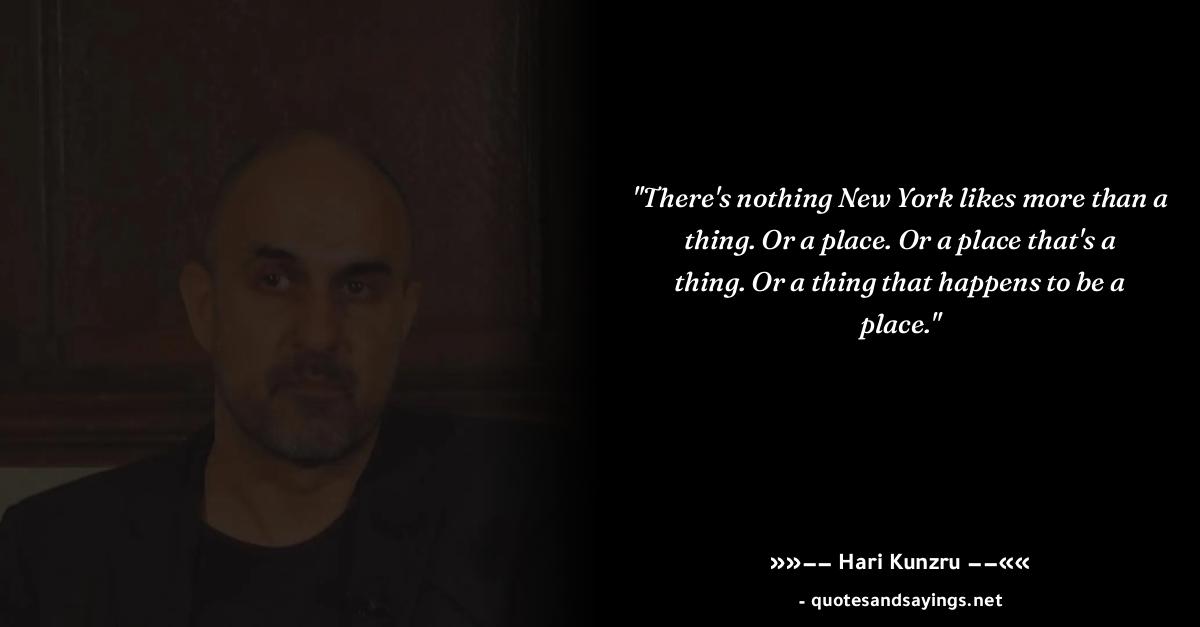 "There's nothing New York likes more than a
thing. Or a place. Or a place that's a
thing. Or a thing that happens to be a
place."
»»−− Hari Kunzru −−««
- quotesandsayings.net